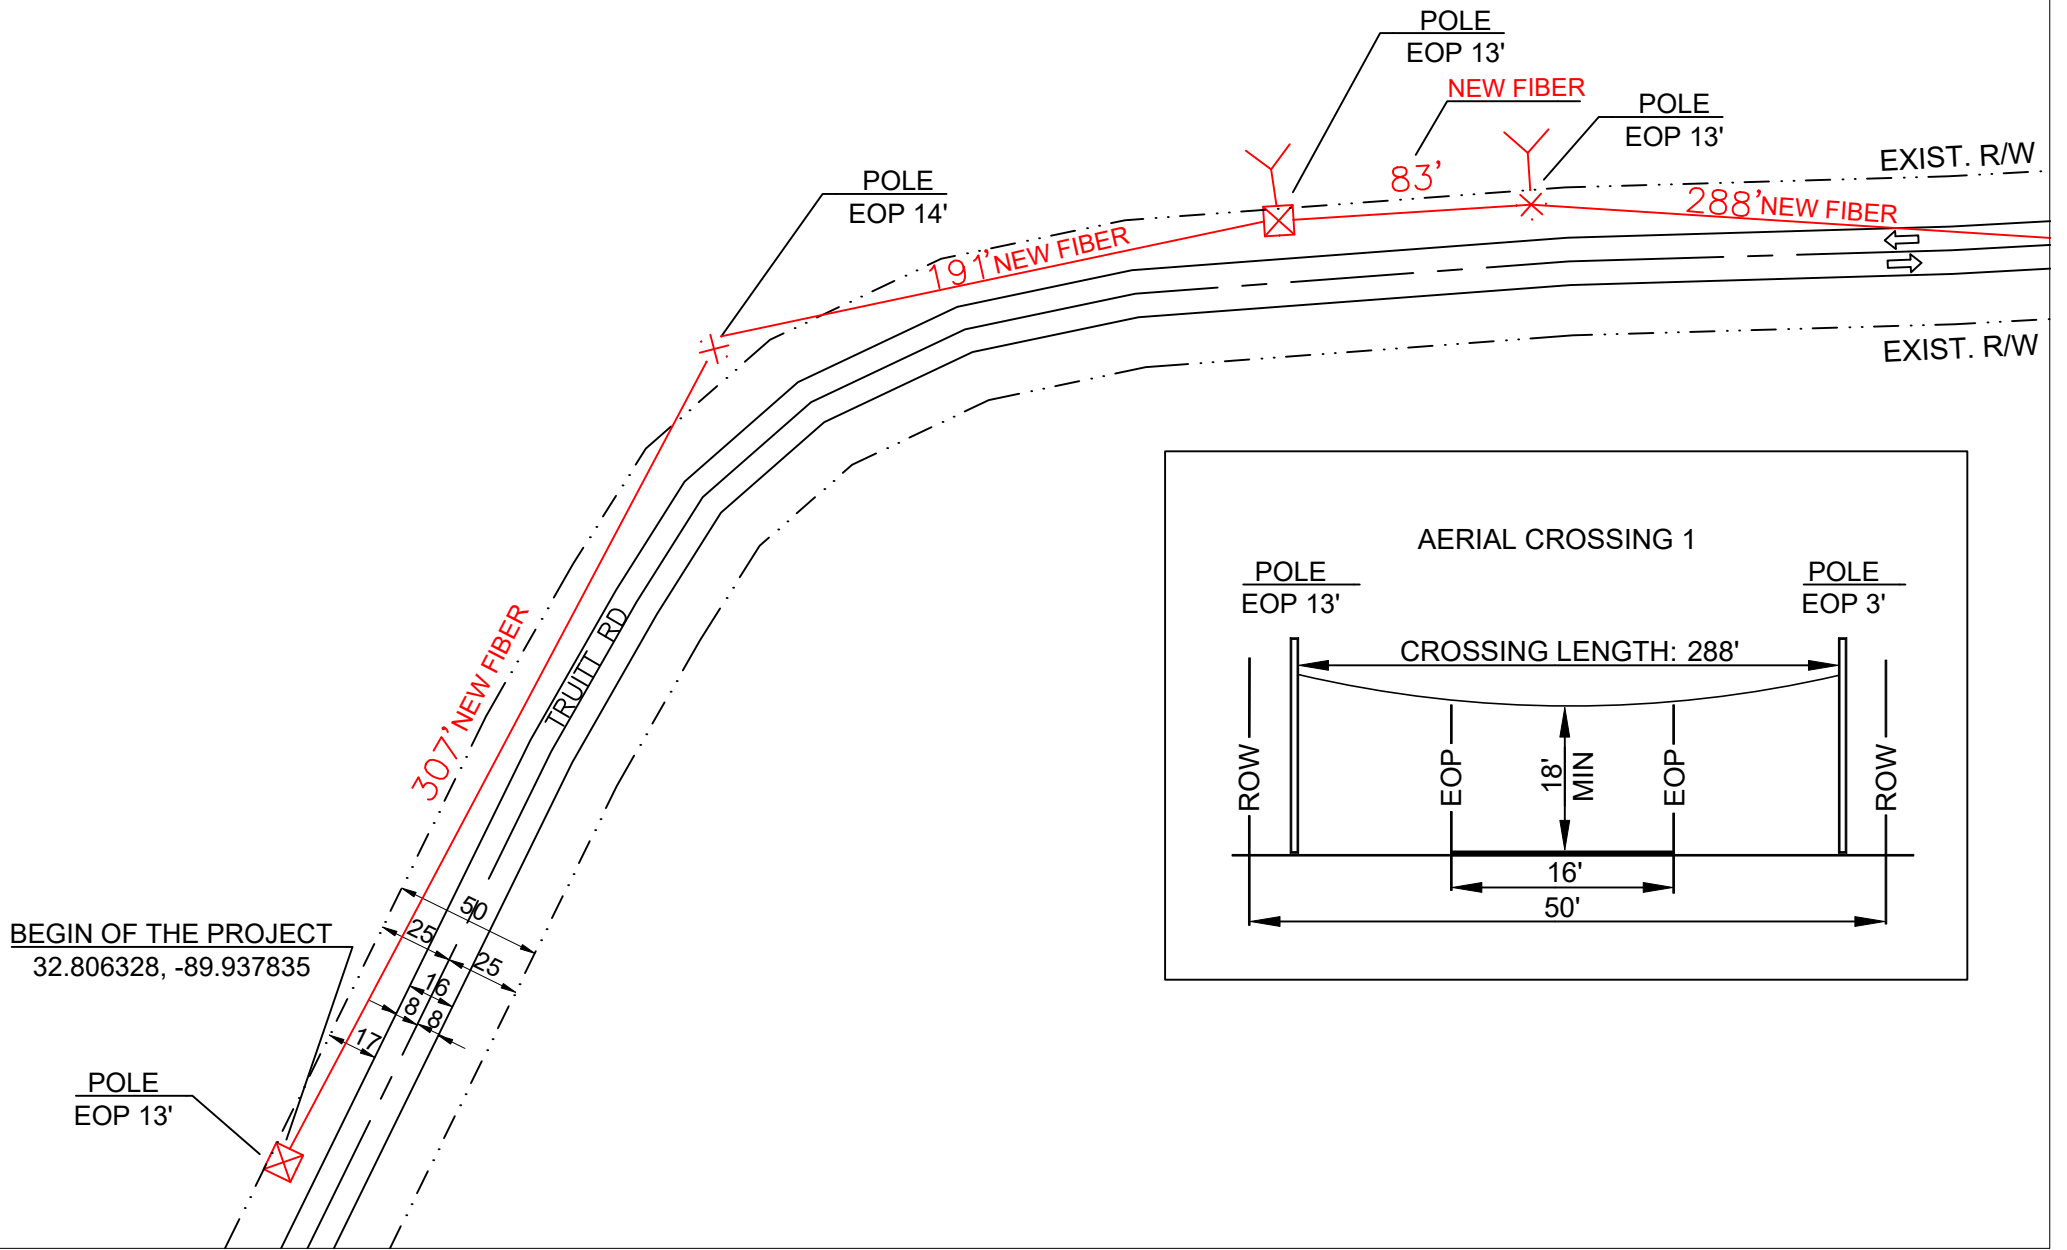 POLE
EOP 13'
NEW FIBER
POLE
EOP 13'
EXIST. R/W
POLE
EOP 14'
83'
288' NEW FIBER
191' NEW FIBER
EXIST. R/W
307' NEW FIBER
TRUITT RD
AERIAL CROSSING 1
POLE
EOP 13'
POLE
EOP 3'
CROSSING LENGTH: 288'
ROW
EOP
18'
MIN
EOP
ROW
16'
50'
50
25
25
16
8
8
17
BEGIN OF THE PROJECT
32.806328, -89.937835
POLE
EOP 13'